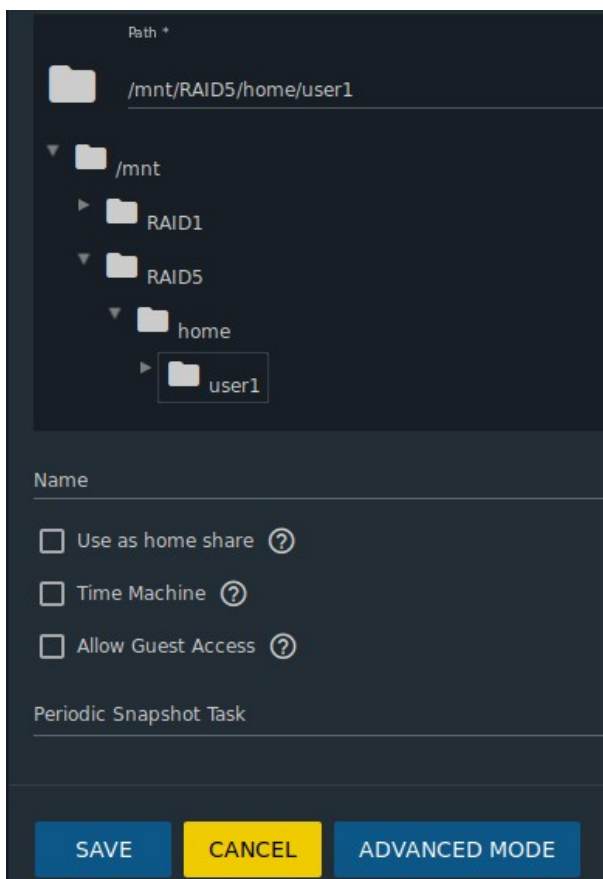 Path *
/mnt/RAID5/home/user1
/mnt
RAID1
RAID5
home
user1
Name
Use as home share
Time Machine
Allow Guest Access
Periodic Snapshot Task
SAVE CANCEL ADVANCED MODE